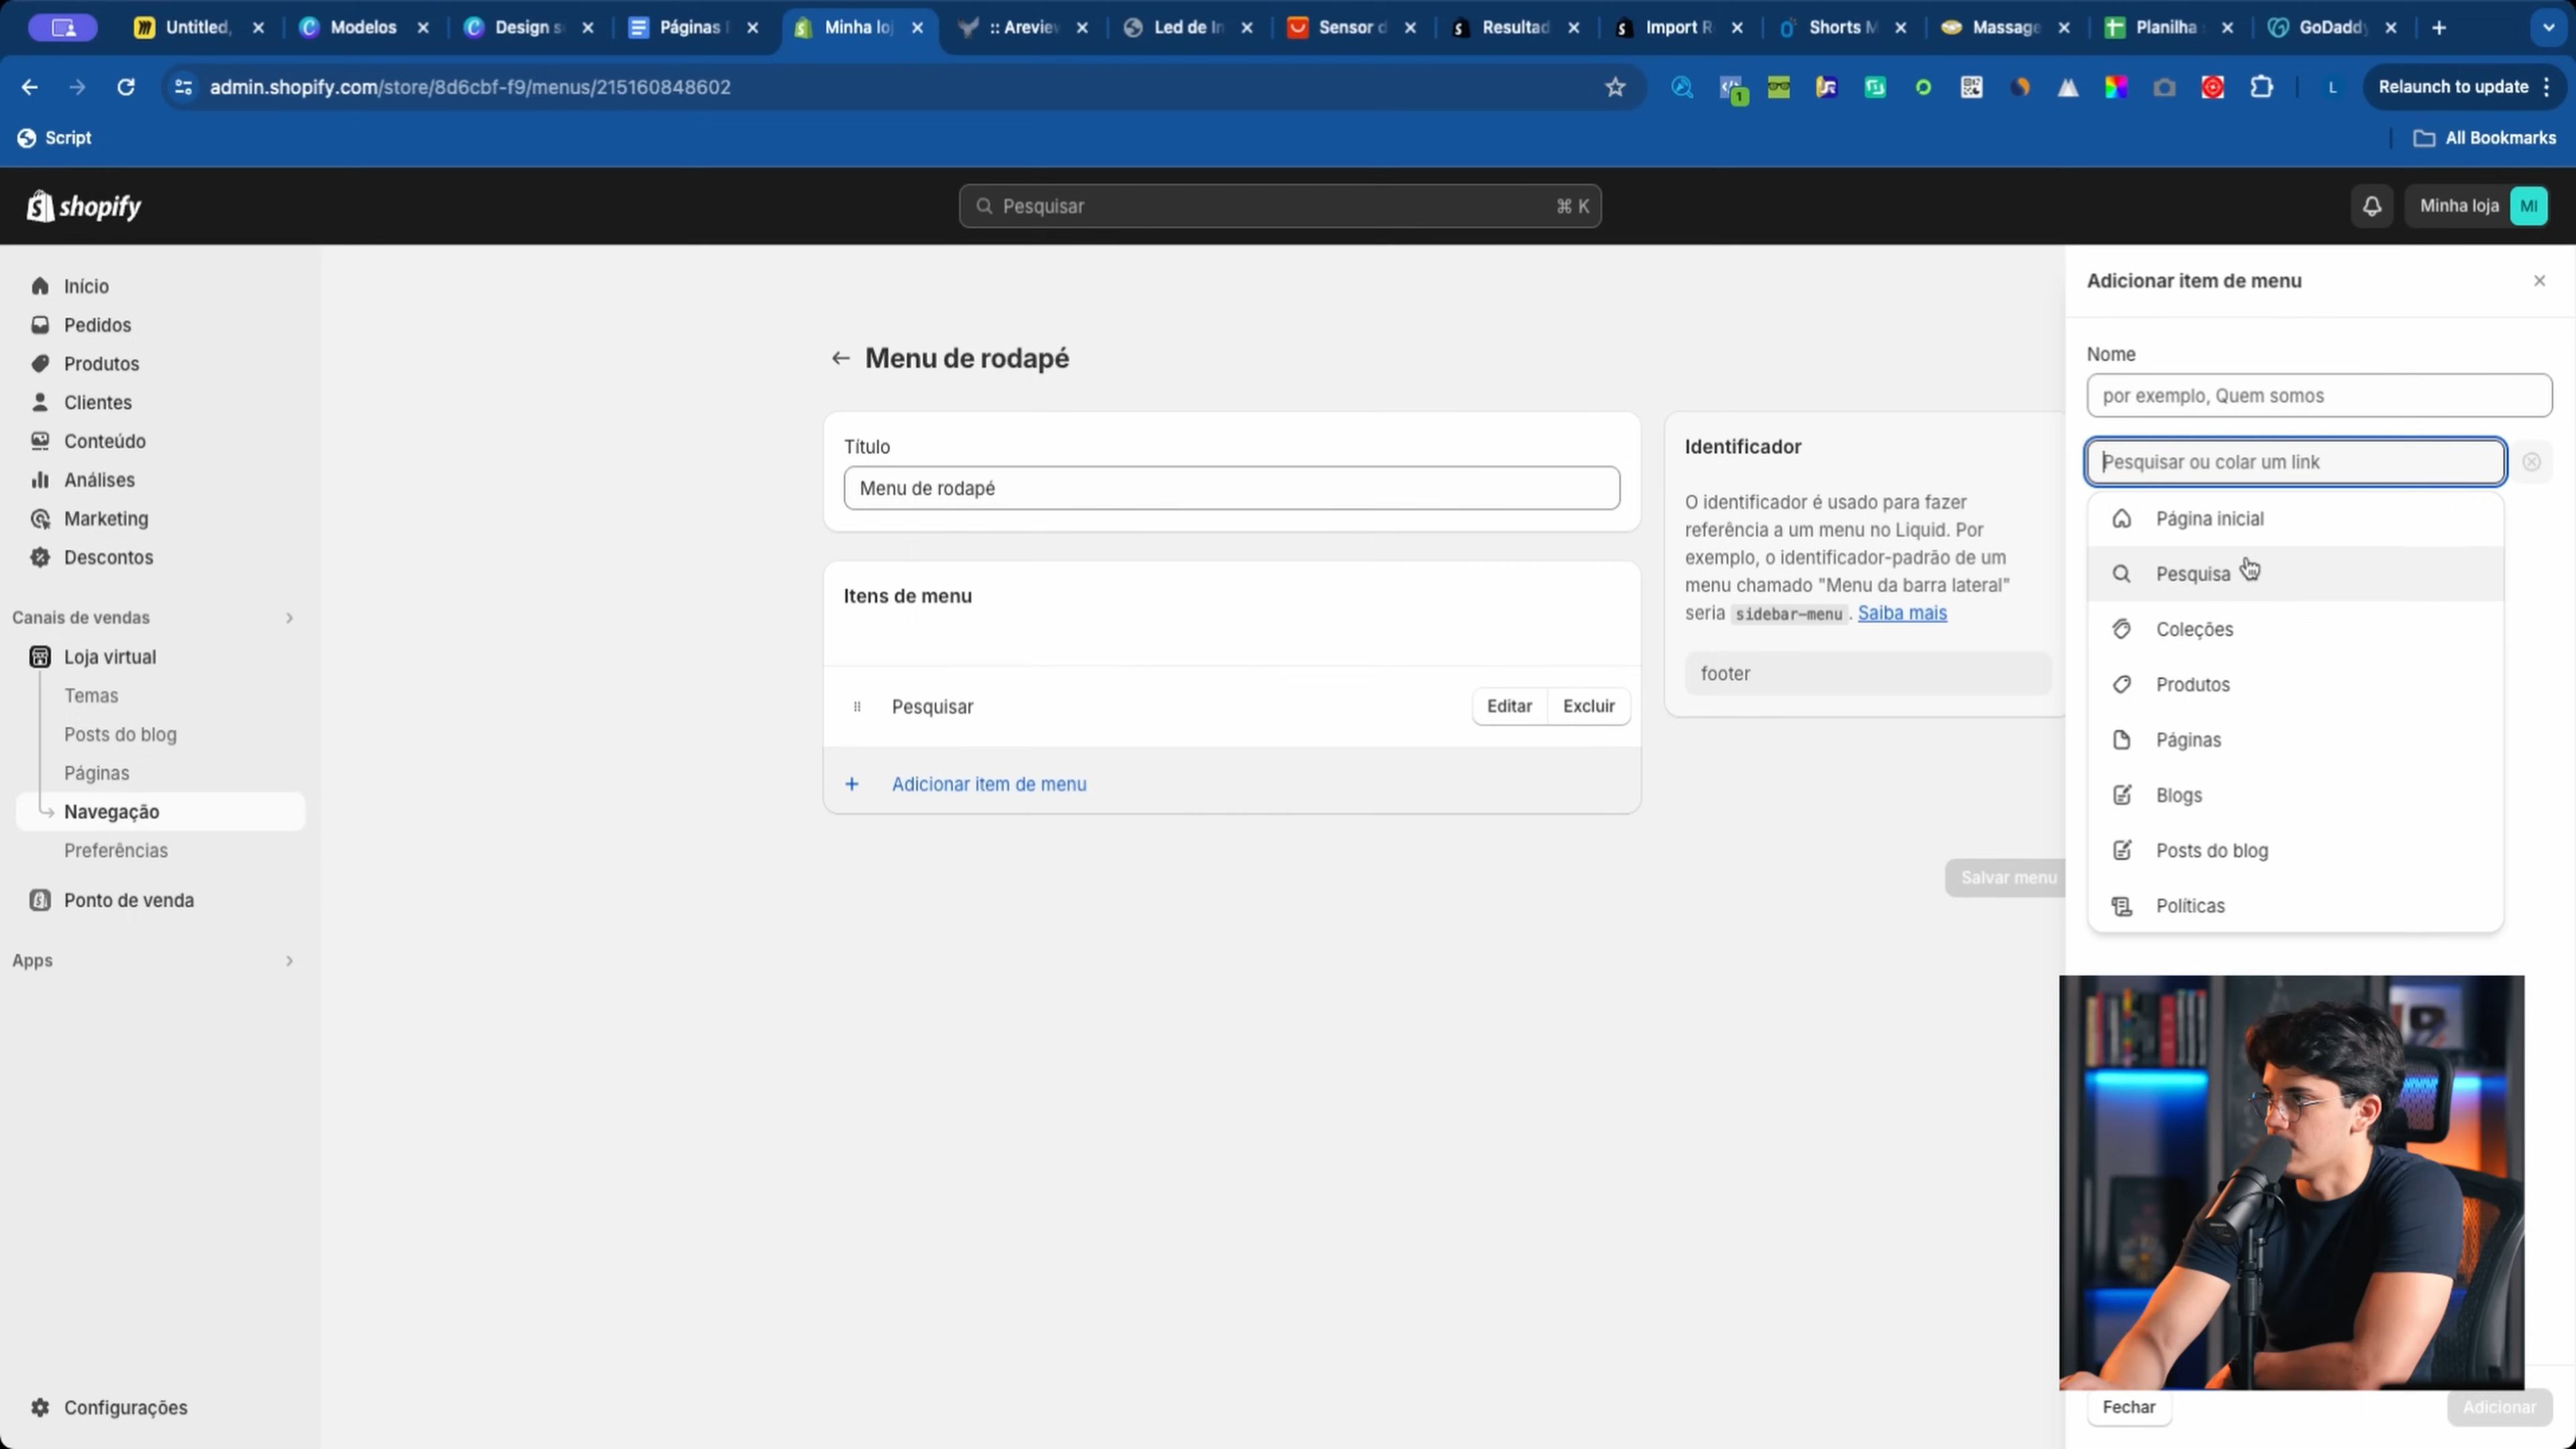 Untitled,
Modelos
Design s
Páginas
Minha lo
:: Areview
Led de In
Sensor d
Resultad
Import R
Shorts M
Massage
Planilha
GoDaddy
admin.shopify.com/store/8d6cbf-f9/menus/215160848602
1
L
Relaunch to update
Script
All Bookmarks
shopify
Pesquisar
⌘ K
Minha loja
MI
Início
Pedidos
Produtos
Clientes
Conteúdo
Análises
Marketing
Descontos
Canais de vendas
Loja virtual
Temas
Posts do blog
Páginas
Navegação
Preferências
Ponto de venda
Apps
Configurações
Menu de rodapé
Título
Menu de rodapé
Itens de menu
Pesquisar
Editar
Excluir
+ Adicionar item de menu
Identificador
O identificador é usado para fazer
referência a um menu no Liquid. Por
exemplo, o identificador-padrão de um
menu chamado "Menu da barra lateral"
seria sidebar-menu . Saiba mais
footer
Salvar menu
Adicionar item de menu
Nome
por exemplo, Quem somos
Pesquisar ou colar um link
Página inicial
Pesquisa
Coleções
Produtos
Páginas
Blogs
Posts do blog
Políticas
Fechar
Adicionar